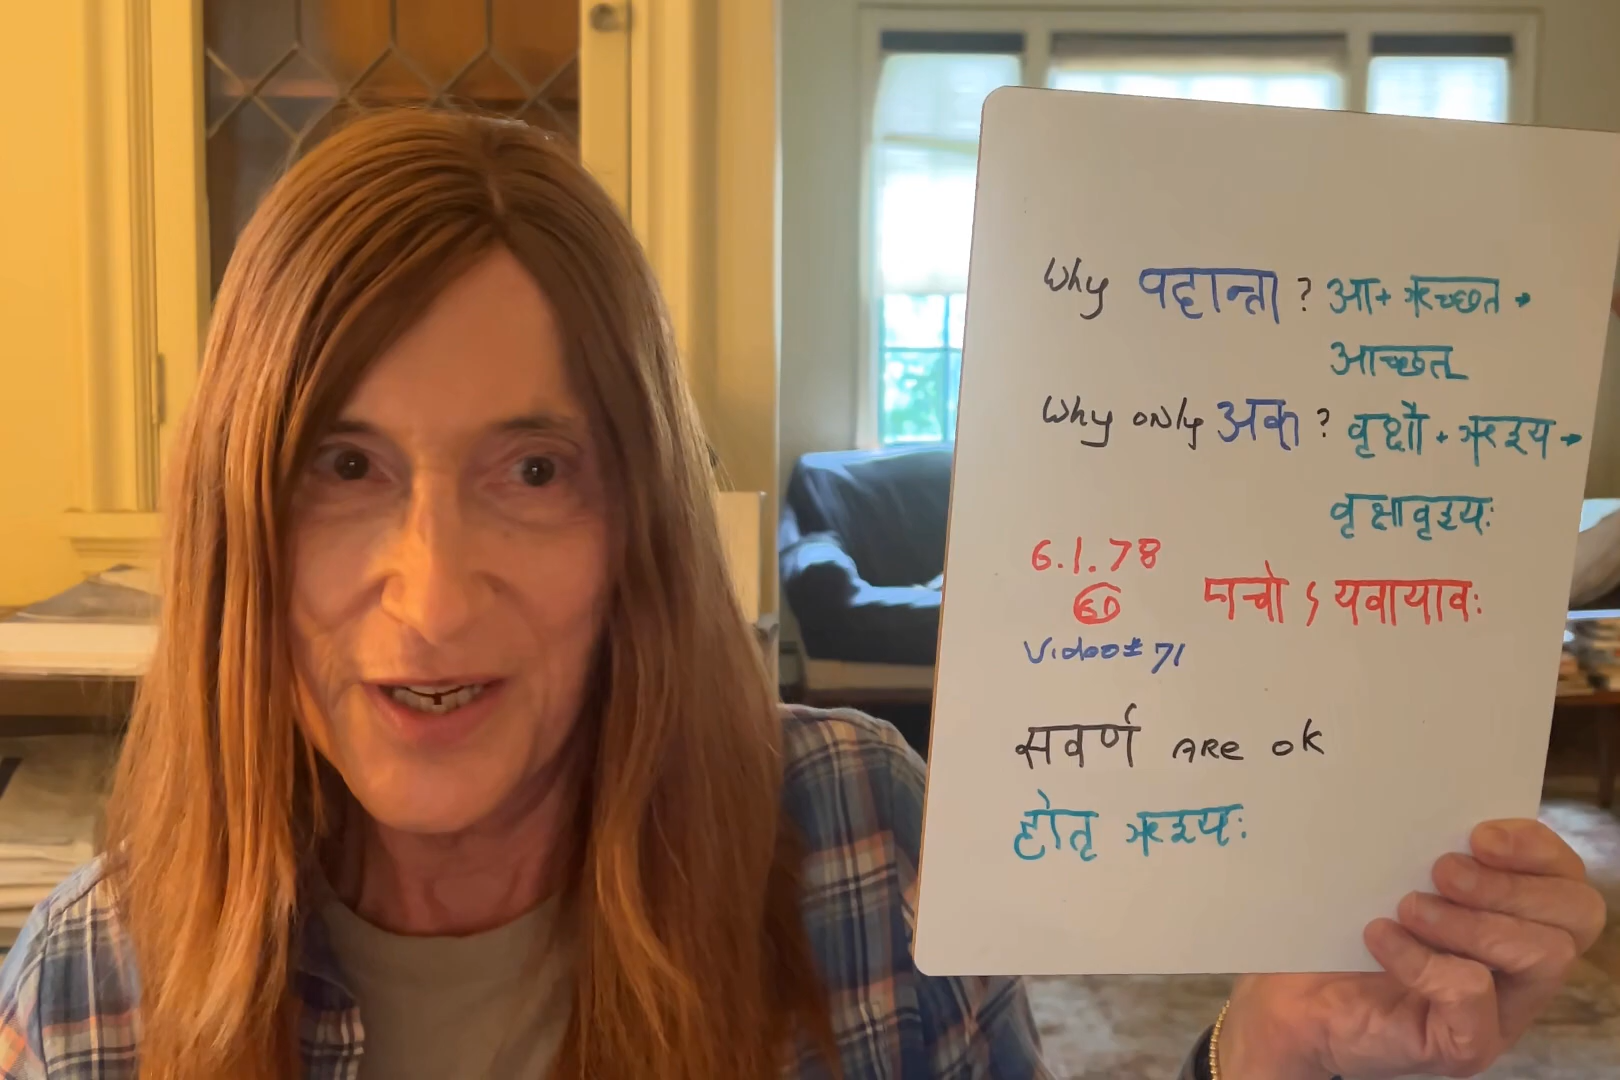 Why पदान्ता ? आ + ऋच्छत →
आच्छत्
Why only अक् ? वृक्षौ + ऋश्य →
वृक्षावृश्यः
6.1.78
एचोऽयवायावः
Video # 71
सवर्ण ARE OK
होतृ ऋश्यः